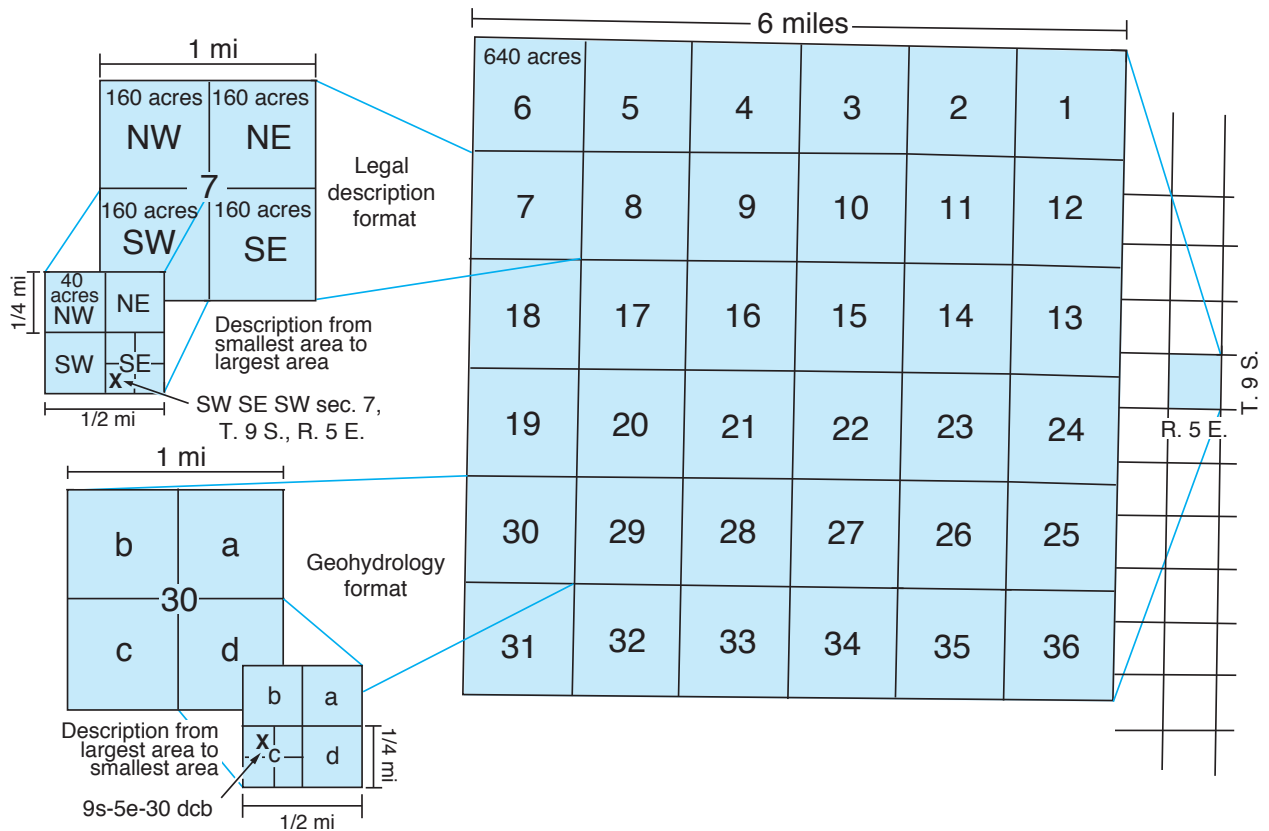 6 miles
640 acres
6 5 4 3 2 1
7 8 9 10 11 12
18 17 16 15 14 13
19 20 21 22 23 24
30 29 28 27 26 25
31 32 33 34 35 36
T. 9 S.
R. 5 E.
1 mi
160 acres 160 acres
NW NE
7
160 acres 160 acres
SW SE
Legal
description
format
1/4 mi
40
acres
NW NE
SW SE
X
1/2 mi
Description from
smallest area to
largest area
SW SE SW sec. 7,
T. 9 S., R. 5 E.
1 mi
b a
30
c d
Geohydrology
format
b a
X
c d
1/4 mi
1/2 mi
Description from
largest area to
smallest area
9s-5e-30 dcb